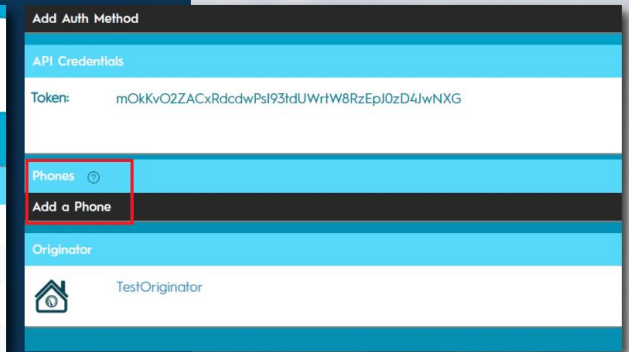 Add Auth Method
API Credentials
Token: mOkKvO2ZACxRdcdwPsI93tdUWrtW8RzEpJ0zD4JwNXG
Phones ?
Add a Phone
Originator
TestOriginator